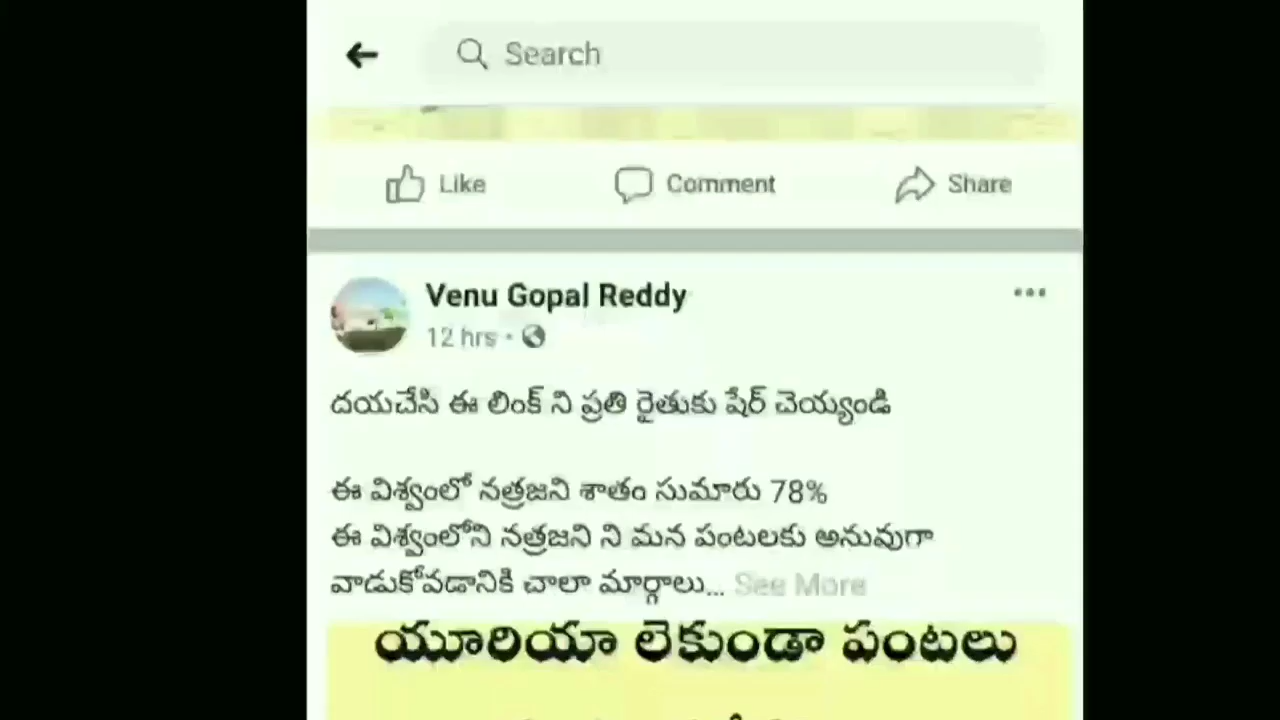 Search
Like Comment Share
Venu Gopal Reddy
12 hrs
దయచేసి ఈ లింక్ ని ప్రతి రైతుకు షేర్ చెయ్యండి
ఈ విశ్వంలో నత్రజని శాతం సుమారు 78%
ఈ విశ్వంలోని నత్రజని ని మన పంటలకు అనువుగా
వాడుకోవడానికి చాలా మార్గాలు... See More
యూరియా లెకుండా పంటలు